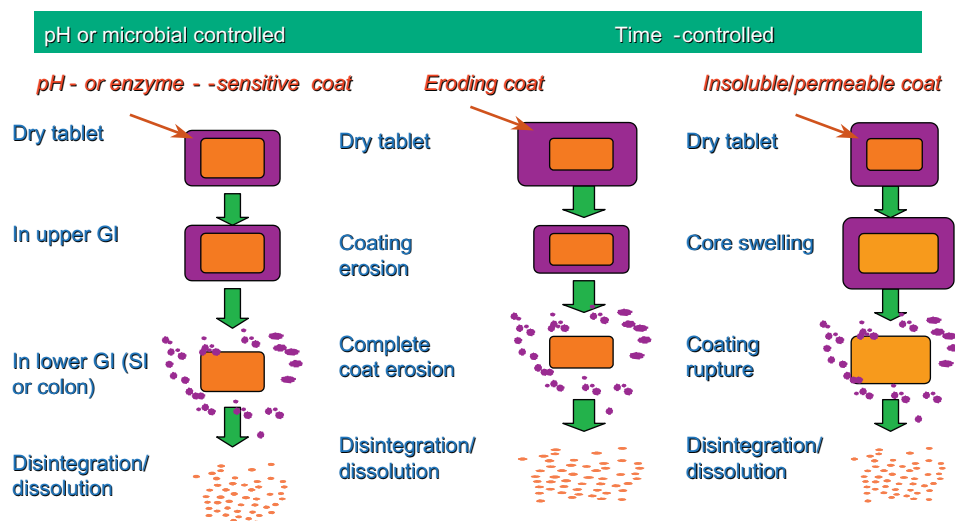 pH or microbial controlled
Time -controlled
pH - or enzyme - -sensitive coat
Dry tablet
In upper GI
In lower GI (SI
or colon)
Disintegration/
dissolution
Eroding coat
Dry tablet
Coating
erosion
Complete
coat erosion
Disintegration/
dissolution
Insoluble/permeable coat
Dry tablet
Core swelling
Coating
rupture
Disintegration/
dissolution